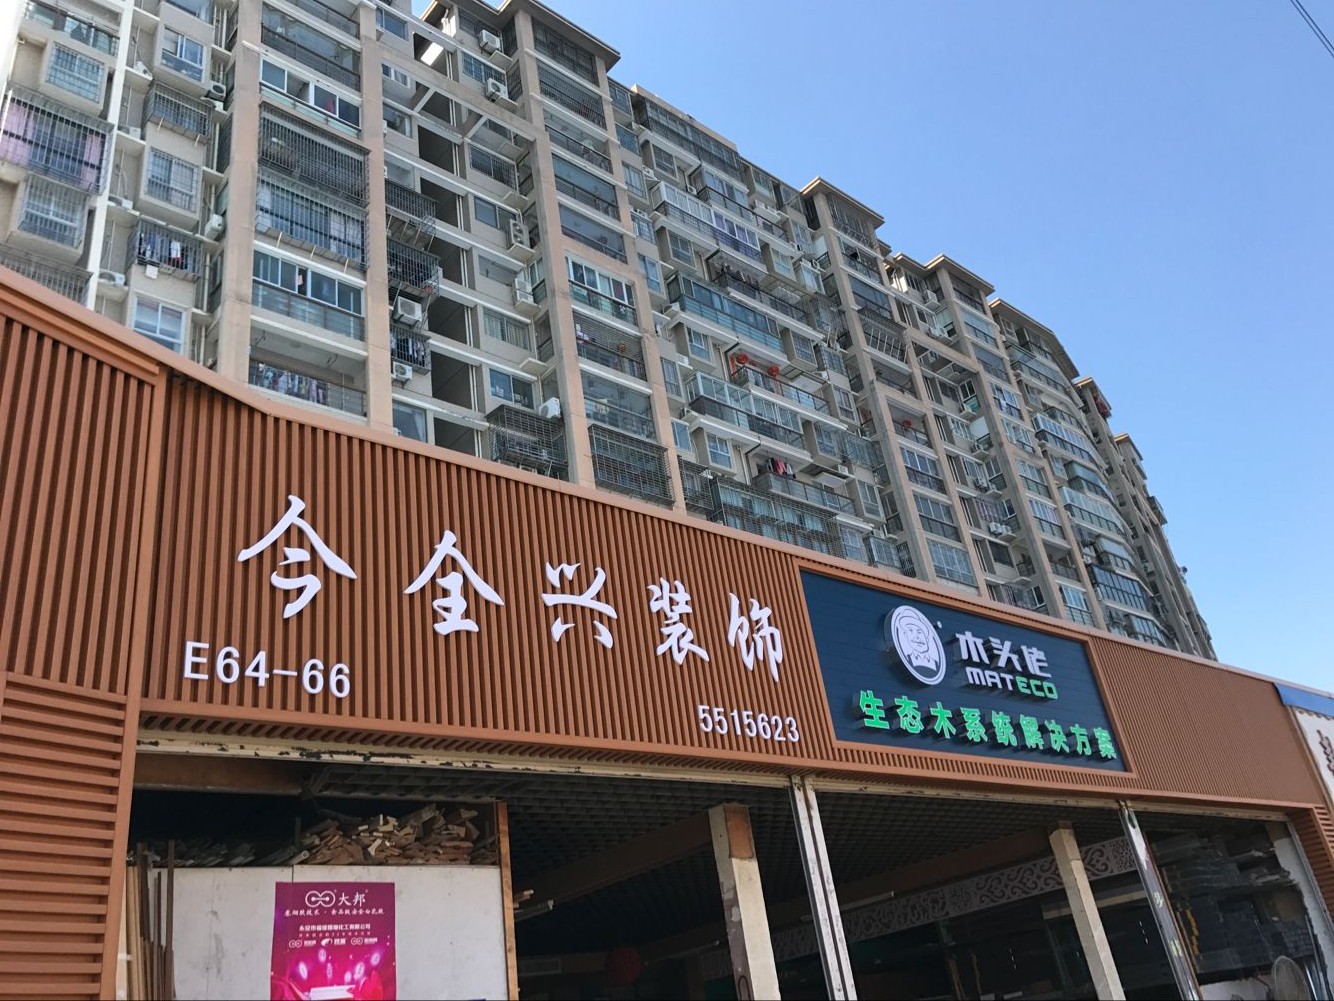 今全兴装饰
E64-66
5515623
木头佬
MATECO
生态木系统解决方案
大邦